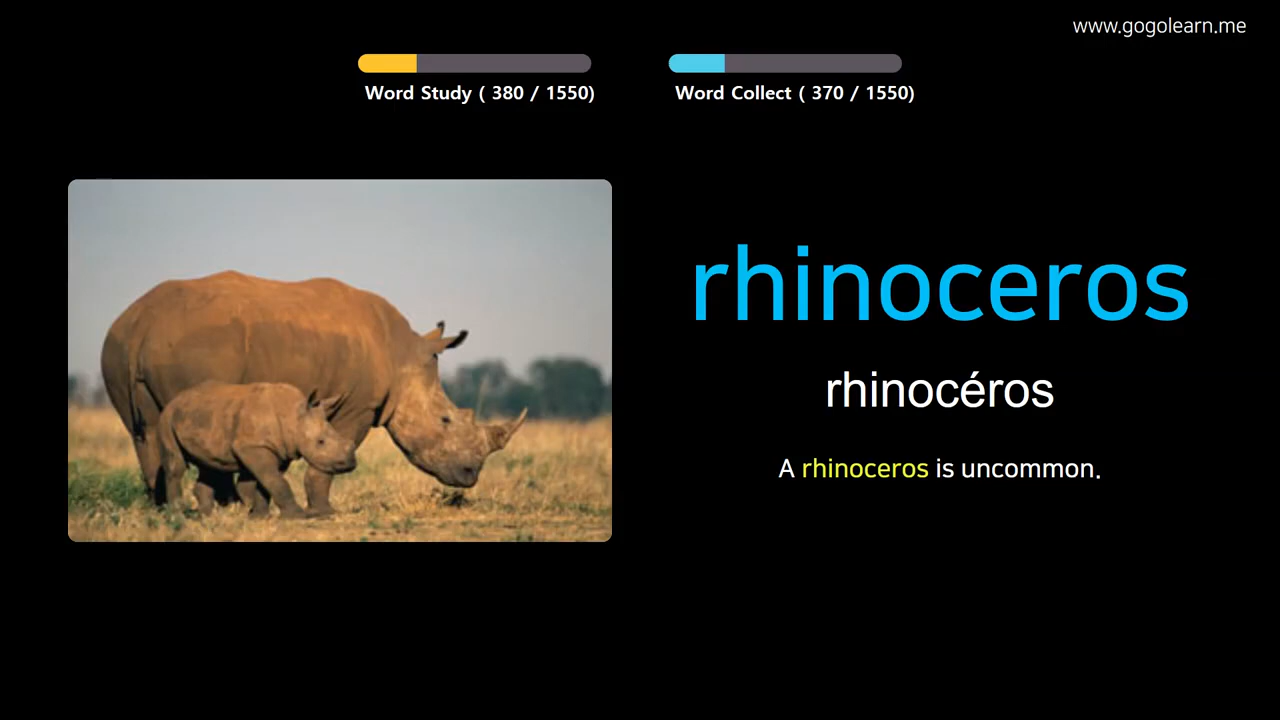 www.gogolearn.me
Word Study ( 380 / 1550)
Word Collect ( 370 / 1550)
rhinoceros
rhinocéros
A rhinoceros is uncommon.